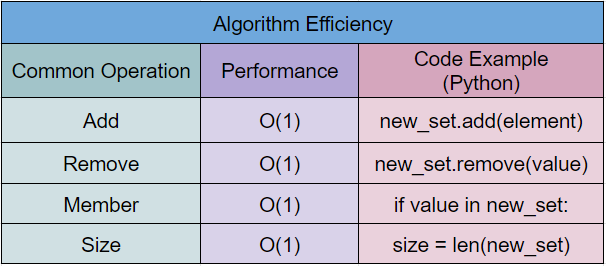 Algorithm Efficiency
Common Operation Performance Code Example
(Python)
Add O(1) new_set.add(element)
Remove O(1) new_set.remove(value)
Member O(1) if value in new_set:
Size O(1) size = len(new_set)